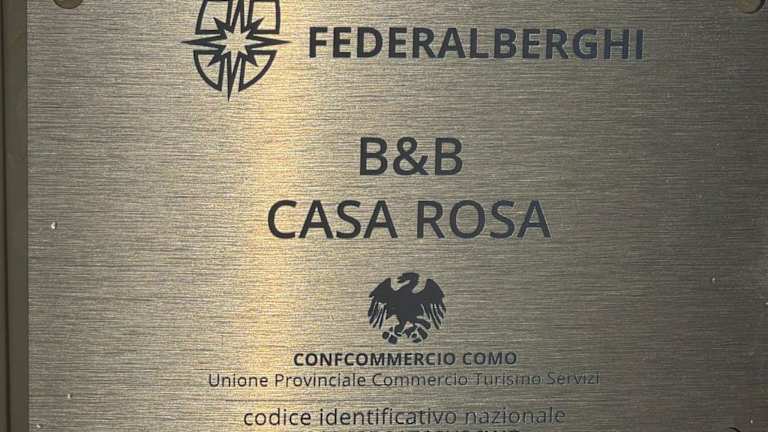 FEDERALBERGHI
B&B
CASA ROSA
CONFCOMMERCIO COMO
Unione Provinciale Commercio Turismo Servizi
codice identificativo nazionale